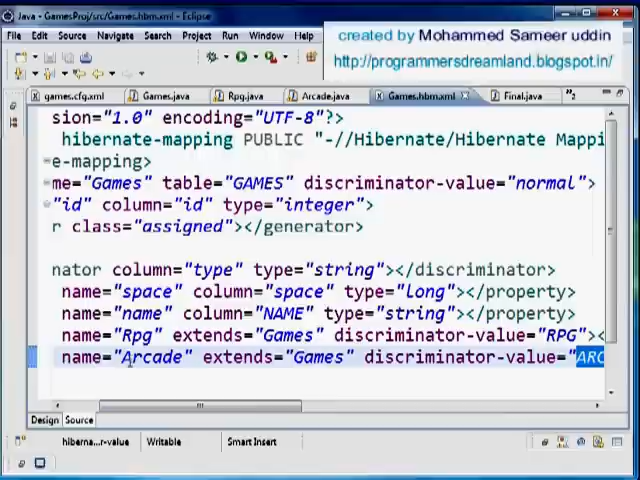 Java - GamesProj/src/Games.hbm.xml - Eclipse
File Edit Source Navigate Search Project Run Window
created by Mohammed Sameer uddin
http://programmersdreamland.blogspot.in/
games.cfg.xml Games.java Rpg.java Arcade.java Games.hbm.xml Final.java »2
sion="1.0" encoding="UTF-8"?>
hibernate-mapping PUBLIC "-//Hibernate/Hibernate Mappi
e-mapping>
me="Games" table="GAMES" discriminator-value="normal">
"id" column="id" type="integer">
r class="assigned"></generator>
nator column="type" type="string"></discriminator>
name="space" column="space" type="long"></property>
name="name" column="NAME" type="string"></property>
name="Rpg" extends="Games" discriminator-value="RPG"><
name="Arcade" extends="Games" discriminator-value="ARC
Design Source
hiberna...r-value Writable Smart Insert